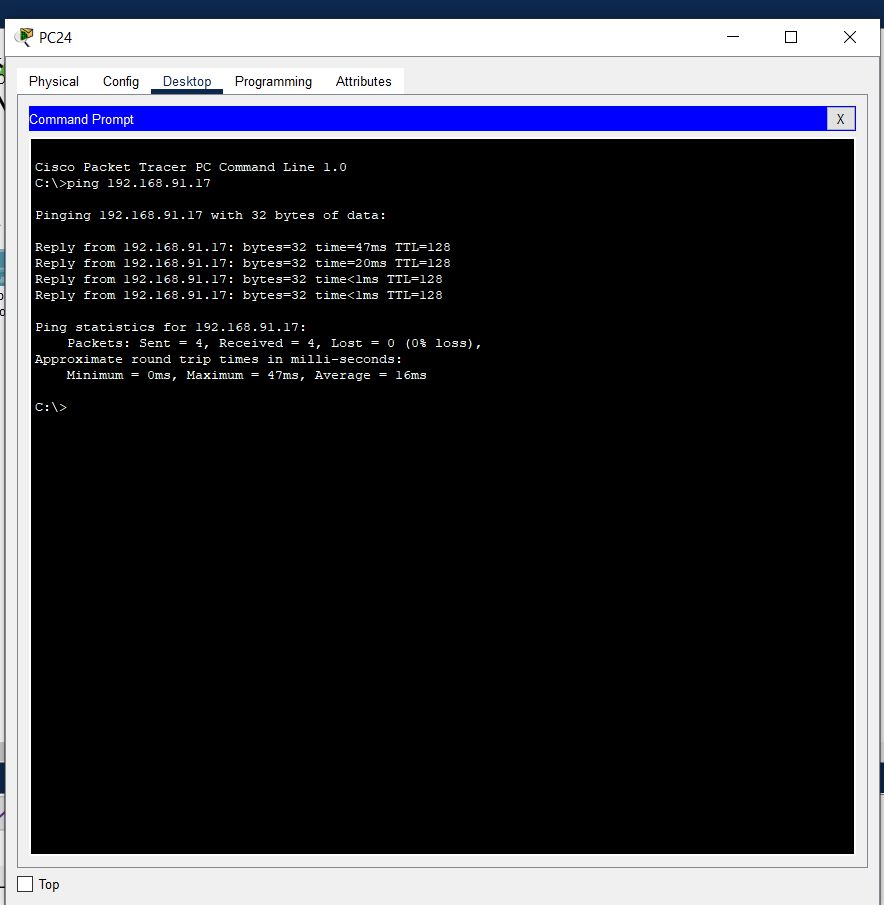 PC24
Physical Config Desktop Programming Attributes
Command Prompt
X
Cisco Packet Tracer PC Command Line 1.0
C:\>ping 192.168.91.17
Pinging 192.168.91.17 with 32 bytes of data:
Reply from 192.168.91.17: bytes=32 time=47ms TTL=128
Reply from 192.168.91.17: bytes=32 time=20ms TTL=128
Reply from 192.168.91.17: bytes=32 time<1ms TTL=128
Reply from 192.168.91.17: bytes=32 time<1ms TTL=128
Ping statistics for 192.168.91.17:
Packets: Sent = 4, Received = 4, Lost = 0 (0% loss),
Approximate round trip times in milli-seconds:
Minimum = 0ms, Maximum = 47ms, Average = 16ms
C:\>
Top